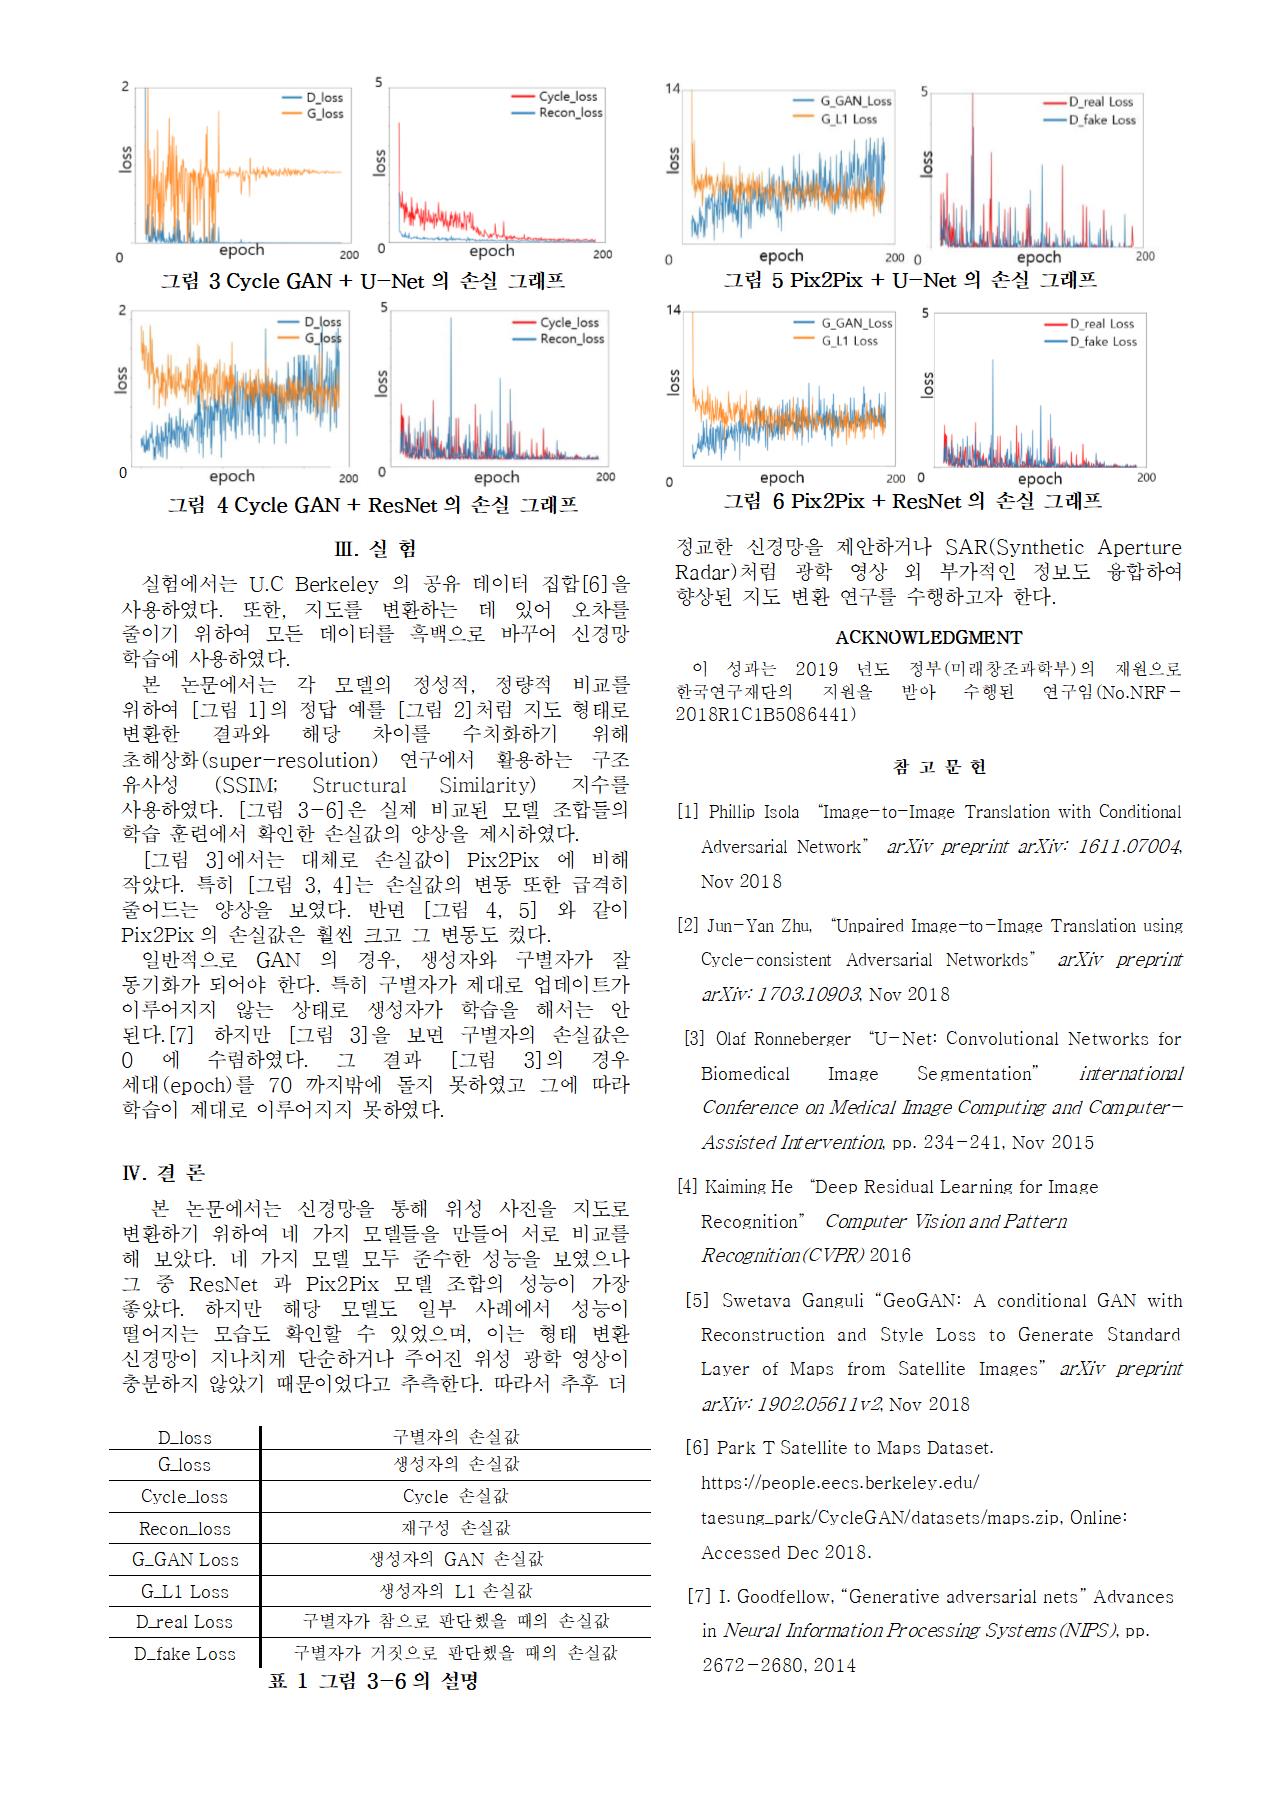 2
D_loss
G_loss
loss
0
epoch
200
5
Cycle_loss
Recon_loss
loss
0
epoch
200
그림 3 Cycle GAN + U-Net 의 손실 그래프
2
D_loss
G_loss
loss
0
epoch
200
5
Cycle_loss
Recon_loss
loss
0
epoch
200
그림 4 Cycle GAN + ResNet 의 손실 그래프
14
G_GAN_Loss
G_L1 Loss
loss
0
epoch
200
5
D_real Loss
D_fake Loss
loss
0
epoch
200
그림 5 Pix2Pix + U-Net 의 손실 그래프
14
G_GAN_Loss
G_L1 Loss
loss
0
epoch
200
5
D_real Loss
D_fake Loss
loss
0
epoch
200
그림 6 Pix2Pix + ResNet 의 손실 그래프
Ⅲ. 실 험
실험에서는 U.C Berkeley 의 공유 데이터 집합[6]을
사용하였다. 또한, 지도를 변환하는 데 있어 오차를
줄이기 위하여 모든 데이터를 흑백으로 바꾸어 신경망
학습에 사용하였다.
본 논문에서는 각 모델의 정성적, 정량적 비교를
위하여 [그림 1]의 정답 예를 [그림 2]처럼 지도 형태로
변환한 결과와 해당 차이를 수치화하기 위해
초해상화(super-resolution) 연구에서 활용하는 구조
유사성 (SSIM; Structural Similarity) 지수를
사용하였다. [그림 3-6]은 실제 비교된 모델 조합들의
학습 훈련에서 확인한 손실값의 양상을 제시하였다.
[그림 3]에서는 대체로 손실값이 Pix2Pix 에 비해
작았다. 특히 [그림 3, 4]는 손실값의 변동 또한 급격히
줄어드는 양상을 보였다. 반면 [그림 4, 5] 와 같이
Pix2Pix 의 손실값은 훨씬 크고 그 변동도 컸다.
일반적으로 GAN 의 경우, 생성자와 구별자가 잘
동기화가 되어야 한다. 특히 구별자가 제대로 업데이트가
이루어지지 않는 상태로 생성자가 학습을 해서는 안
된다.[7] 하지만 [그림 3]을 보면 구별자의 손실값은
0 에 수렴하였다. 그 결과 [그림 3]의 경우
세대(epoch)를 70 까지밖에 돌지 못하였고 그에 따라
학습이 제대로 이루어지지 못하였다.
Ⅳ. 결 론
본 논문에서는 신경망을 통해 위성 사진을 지도로
변환하기 위하여 네 가지 모델들을 만들어 서로 비교를
해 보았다. 네 가지 모델 모두 준수한 성능을 보였으나
그 중 ResNet 과 Pix2Pix 모델 조합의 성능이 가장
좋았다. 하지만 해당 모델도 일부 사례에서 성능이
떨어지는 모습도 확인할 수 있었으며, 이는 형태 변환
신경망이 지나치게 단순하거나 주어진 위성 광학 영상이
충분하지 않았기 때문이었다고 추측한다. 따라서 추후 더
D_loss 구별자의 손실값
G_loss 생성자의 손실값
Cycle_loss Cycle 손실값
Recon_loss 재구성 손실값
G_GAN Loss 생성자의 GAN 손실값
G_L1 Loss 생성자의 L1 손실값
D_real Loss 구별자가 참으로 판단했을 때의 손실값
D_fake Loss 구별자가 거짓으로 판단했을 때의 손실값
표 1 그림 3-6 의 설명
정교한 신경망을 제안하거나 SAR(Synthetic Aperture
Radar)처럼 광학 영상 외 부가적인 정보도 융합하여
향상된 지도 변환 연구를 수행하고자 한다.
ACKNOWLEDGMENT
이 성과는 2019 년도 정부(미래창조과학부)의 재원으로
한국연구재단의 지원을 받아 수행된 연구임(No.NRF-
2018R1C1B5086441)
참 고 문 헌
[1] Phillip Isola “Image-to-Image Translation with Conditional
Adversarial Network” arXiv preprint arXiv: 1611.07004,
Nov 2018
[2] Jun-Yan Zhu, “Unpaired Image-to-Image Translation using
Cycle-consistent Adversarial Networkds” arXiv preprint
arXiv: 1703.10903, Nov 2018
[3] Olaf Ronneberger “U-Net: Convolutional Networks for
Biomedical Image Segmentation” international
Conference on Medical Image Computing and Computer-
Assisted Intervention, pp. 234-241, Nov 2015
[4] Kaiming He “Deep Residual Learning for Image
Recognition” Computer Vision and Pattern
Recognition(CVPR) 2016
[5] Swetava Ganguli “GeoGAN: A conditional GAN with
Reconstruction and Style Loss to Generate Standard
Layer of Maps from Satellite Images” arXiv preprint
arXiv: 1902.05611v2, Nov 2018
[6] Park T Satellite to Maps Dataset.
https://people.eecs.berkeley.edu/
taesung_park/CycleGAN/datasets/maps.zip, Online:
Accessed Dec 2018.
[7] I. Goodfellow, “Generative adversarial nets” Advances
in Neural Information Processing Systems(NIPS), pp.
2672-2680, 2014